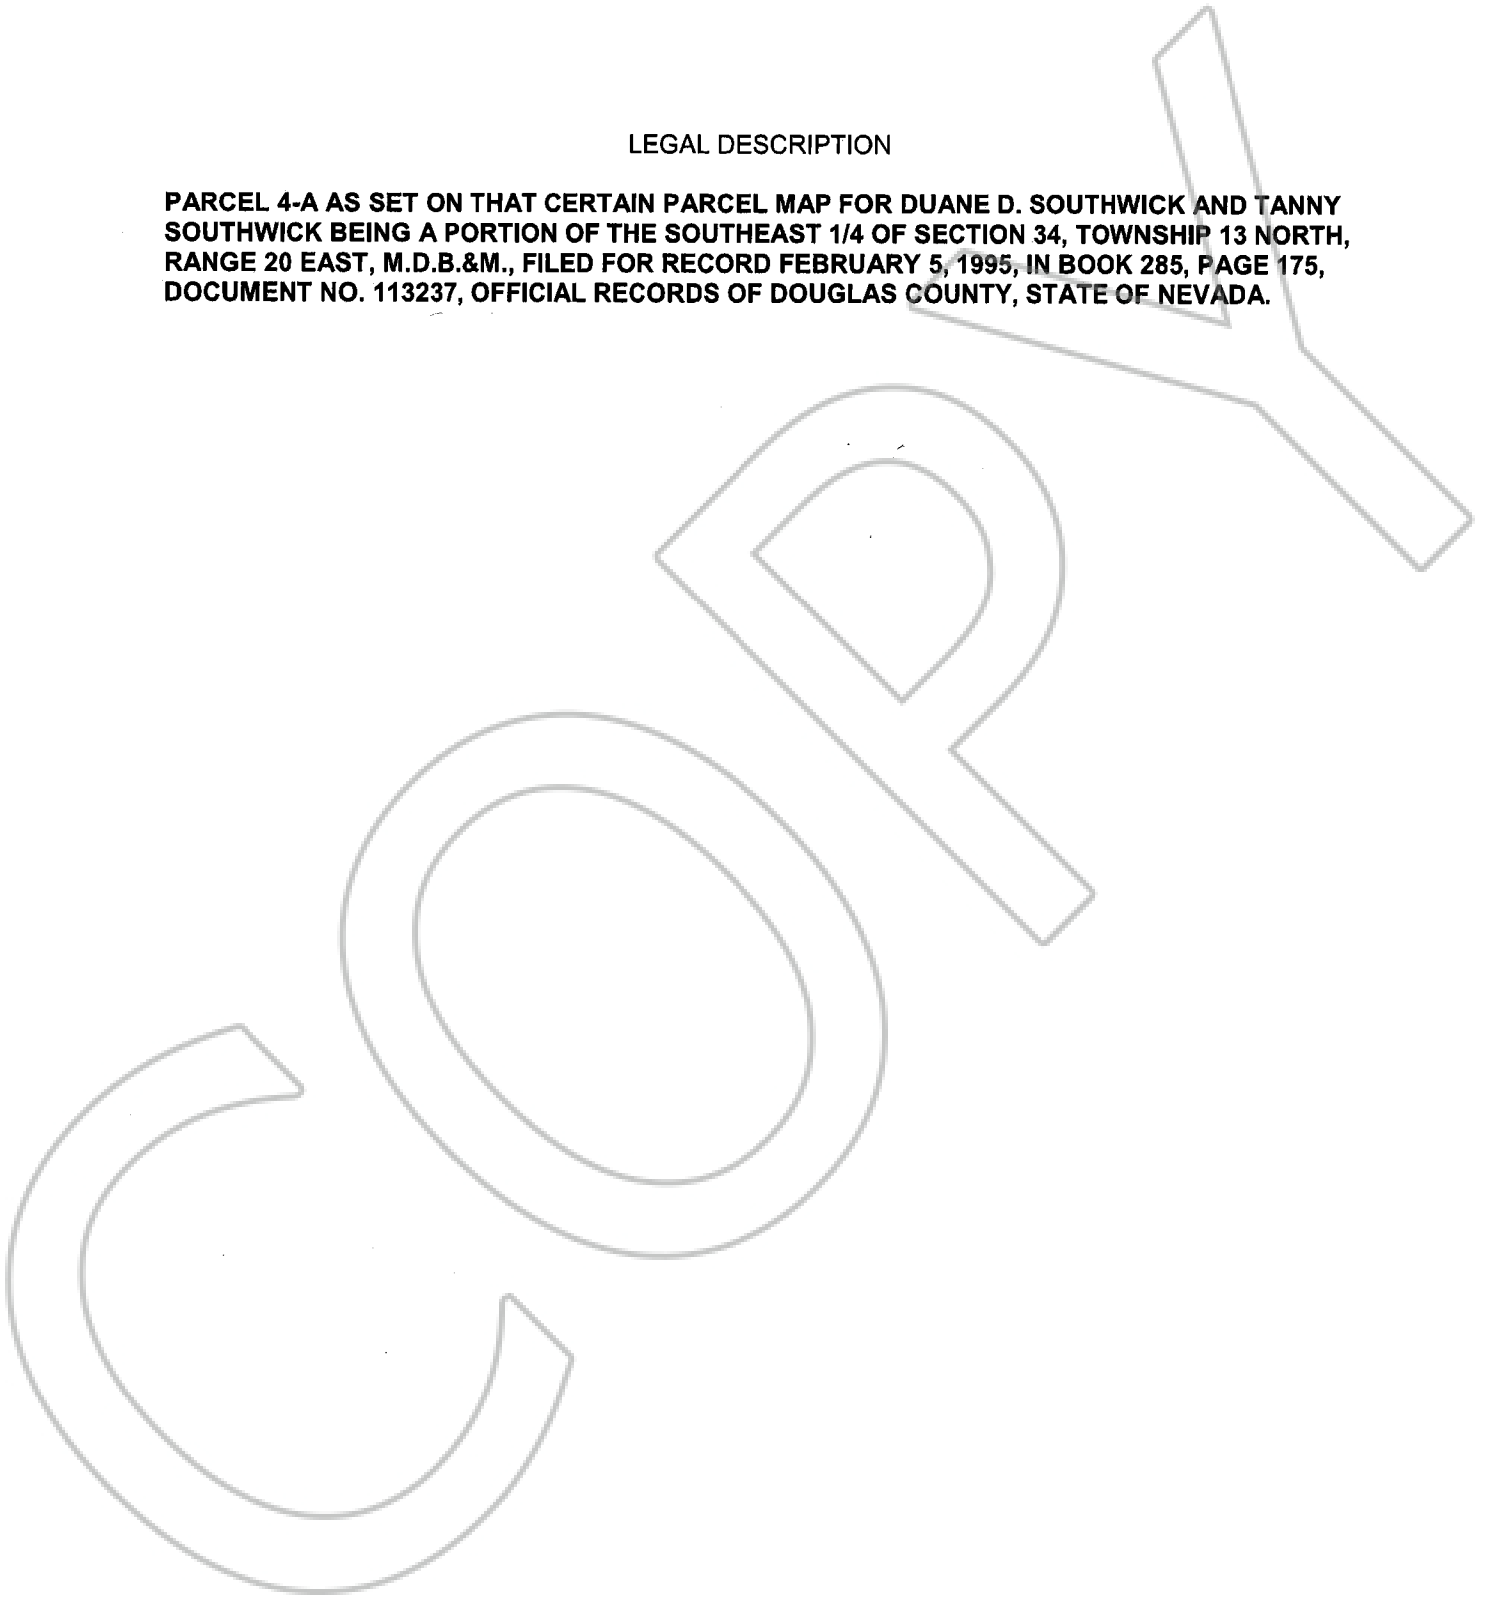 LEGAL DESCRIPTION
PARCEL 4-A AS SET ON THAT CERTAIN PARCEL MAP FOR DUANE D. SOUTHWICK AND TANNY
SOUTHWICK BEING A PORTION OF THE SOUTHEAST 1/4 OF SECTION 34, TOWNSHIP 13 NORTH,
RANGE 20 EAST, M.D.B.&M., FILED FOR RECORD FEBRUARY 5, 1995, IN BOOK 285, PAGE 175,
DOCUMENT NO. 113237, OFFICIAL RECORDS OF DOUGLAS COUNTY, STATE OF NEVADA.
COPY